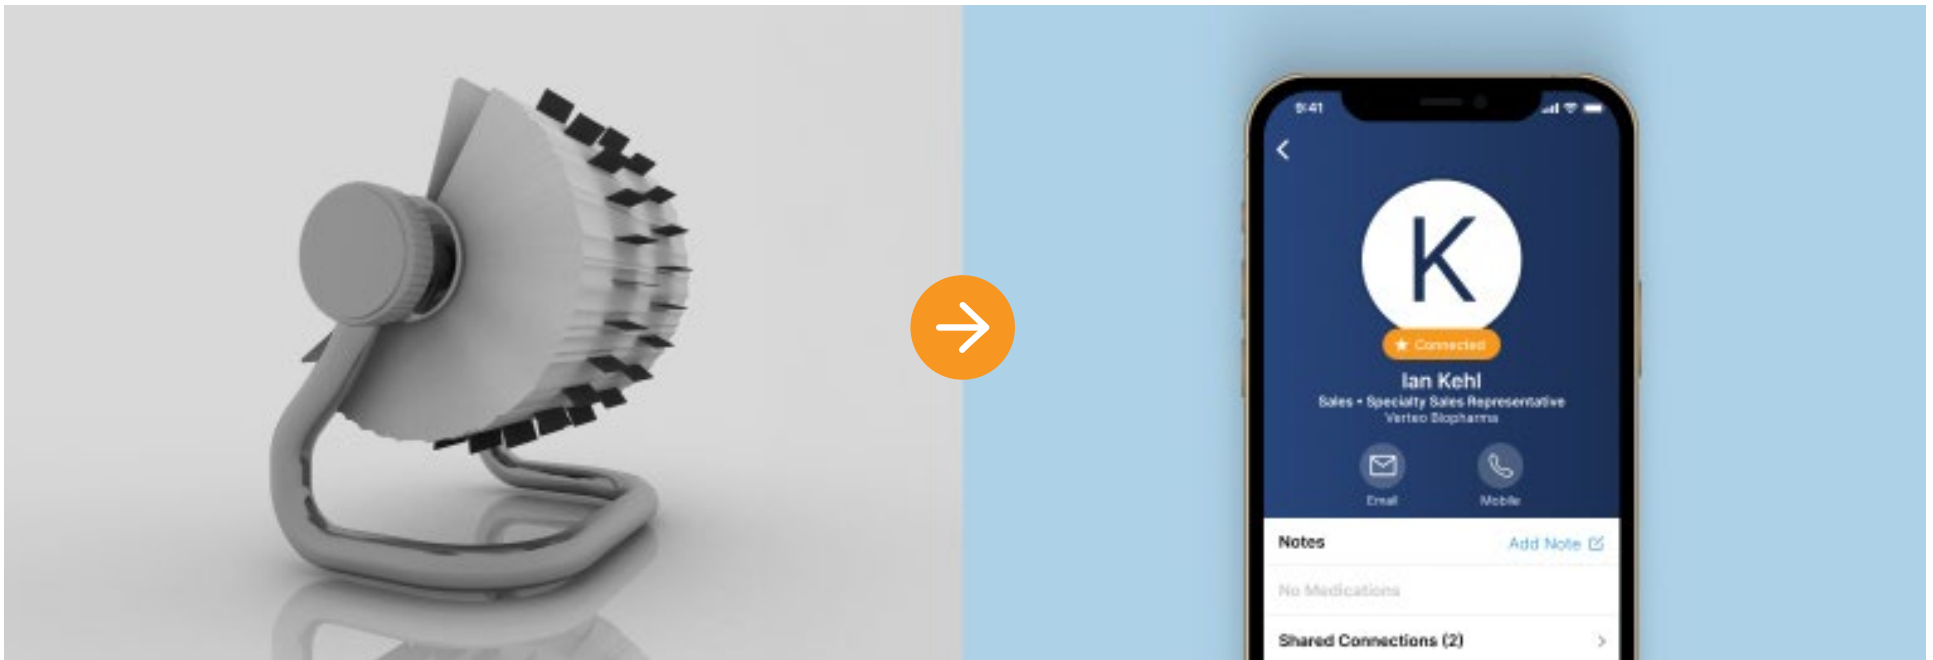 9:41
K
★ Connected
Ian Kehl
Sales • Specialty Sales Representative
Verteo Biopharma
Email
Mobile
Notes
Add Note
No Medications
Shared Connections (2)